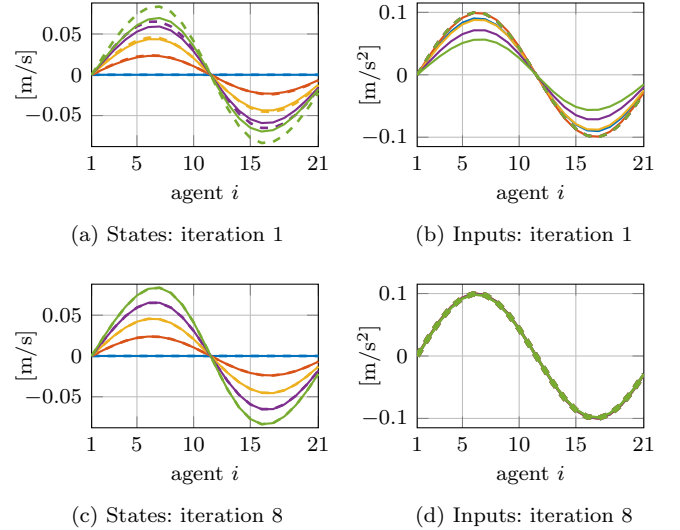 0.05
0
−0.05
[m/s]
1
5
10
15
21
agent i
(a) States: iteration 1
0.1
0
−0.1
[m/s²]
1
5
10
15
21
agent i
(b) Inputs: iteration 1
0.05
0
−0.05
[m/s]
1
5
10
15
21
agent i
(c) States: iteration 8
0.1
0
−0.1
[m/s²]
1
5
10
15
21
agent i
(d) Inputs: iteration 8